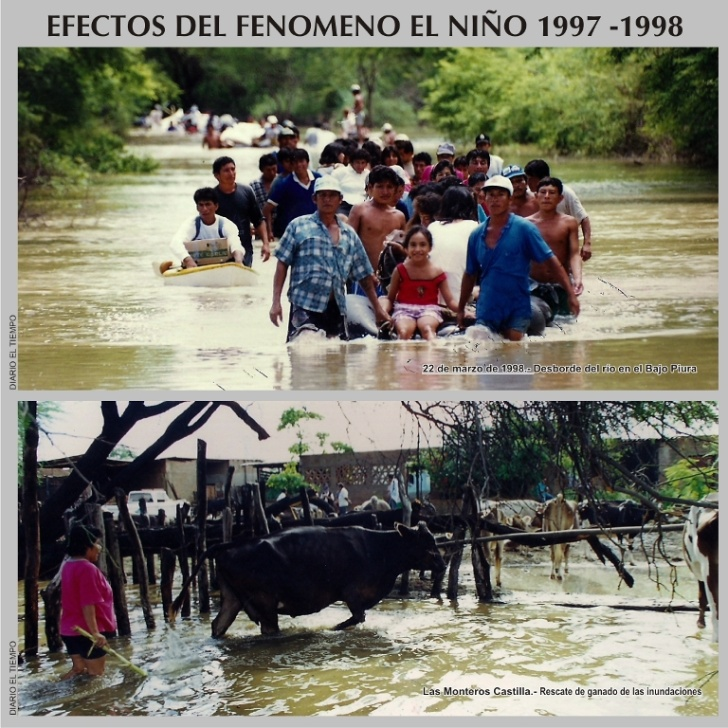 EFECTOS DEL FENOMENO EL NIÑO 1997 -1998
DIARIO EL TIEMPO
22 de marzo de 1998.- Desborde del río en el Bajo Piura
DIARIO EL TIEMPO
Las Monteros Castilla.- Rescate de ganado de las inundaciones